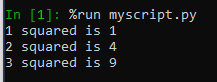 In [1]: %run myscript.py
1 squared is 1
2 squared is 4
3 squared is 9